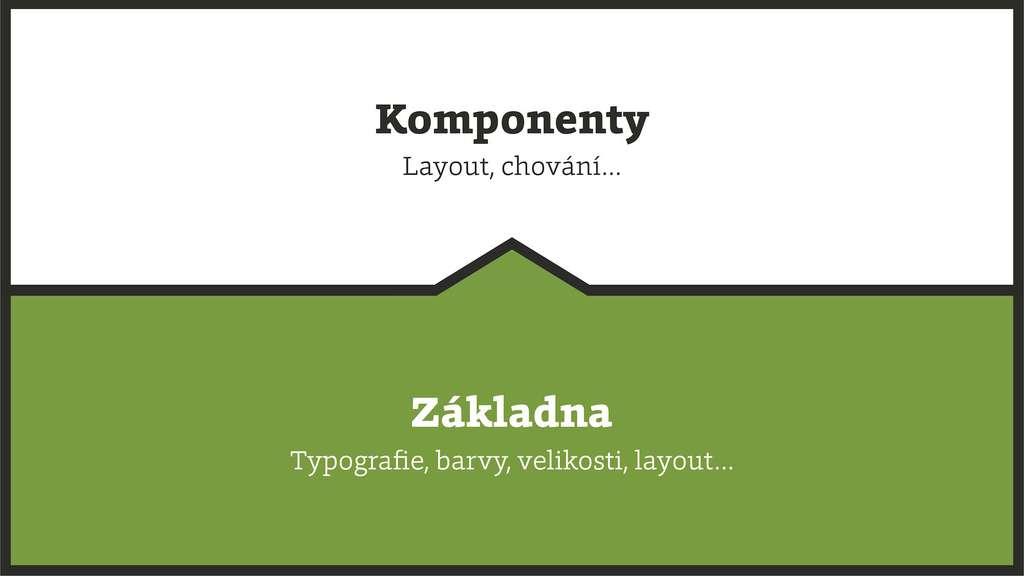 Komponenty
Layout, chování...
Základna
Typografie, barvy, velikosti, layout...